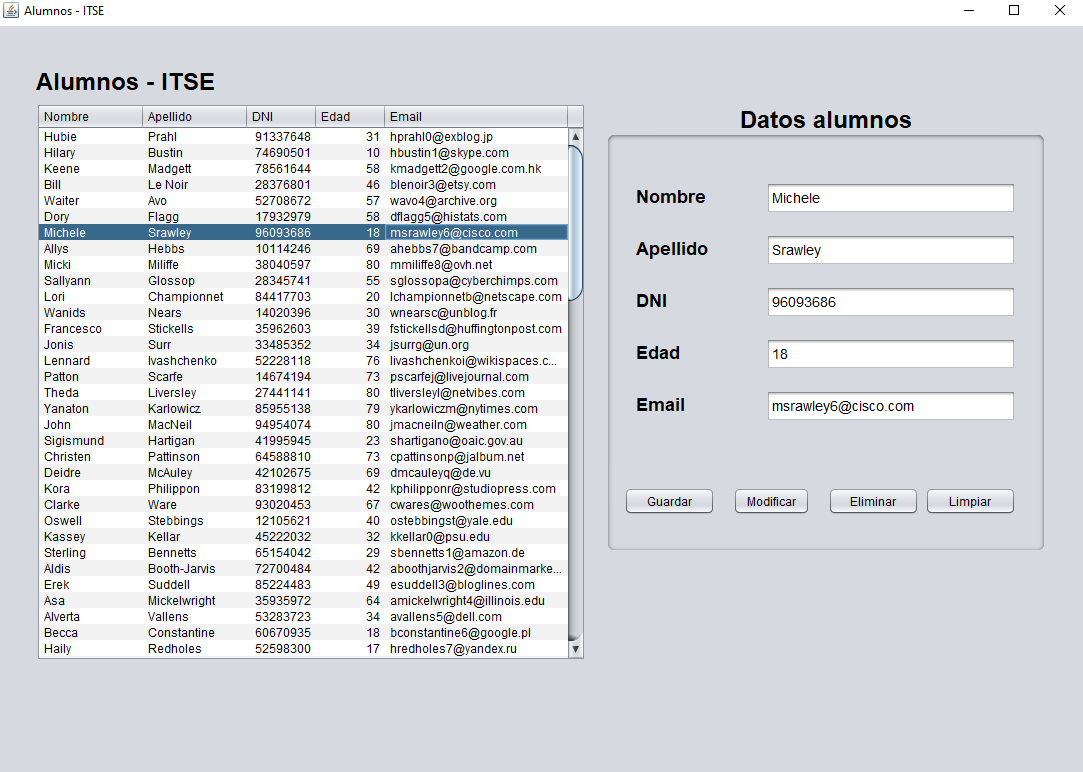 Alumnos - ITSE
Alumnos - ITSE
Nombre Apellido DNI Edad Email
Hubie Prahl 91337648 31 hprahl0@exblog.jp
Hilary Bustin 74690501 10 hbustin1@skype.com
Keene Madgett 78561644 58 kmadgett2@google.com.hk
Bill Le Noir 28376801 46 blenoir3@etsy.com
Waiter Avo 52708672 57 wavo4@archive.org
Dory Flagg 17932979 58 dflagg5@histats.com
Michele Srawley 96093686 18 msrawley6@cisco.com
Allys Hebbs 10114246 69 ahebbs7@bandcamp.com
Micki Miliffe 38040597 80 mmiliffe8@ovh.net
Sallyann Glossop 28345741 55 sglossopa@cyberchimps.com
Lori Championnet 84417703 20 lchampionnetb@netscape.com
Wanids Nears 14020396 30 wnearsc@unblog.fr
Francesco Stickells 35962603 39 fstickellsd@huffingtonpost.com
Jonis Surr 33485352 34 jsurrg@un.org
Lennard Ivashchenko 52228118 76 livashchenkoi@wikispaces.c...
Patton Scarfe 14674194 73 pscarfej@livejournal.com
Theda Liversley 27441141 80 tliversleyl@netvibes.com
Yanaton Karlowicz 85955138 79 ykarlowiczm@nytimes.com
John MacNeil 94954074 80 jmacneiln@weather.com
Sigismund Hartigan 41995945 23 shartigano@oaic.gov.au
Christen Pattinson 64588810 73 cpattinsonp@jalbum.net
Deidre McAuley 42102675 69 dmcauleyq@de.vu
Kora Philippon 83199812 42 kphilipponr@studiopress.com
Clarke Ware 93020453 67 cwares@woothemes.com
Oswell Stebbings 12105621 40 ostebbingst@yale.edu
Kassey Kellar 45222032 32 kkellar0@psu.edu
Sterling Bennetts 65154042 29 sbennetts1@amazon.de
Aldis Booth-Jarvis 72700484 42 aboothjarvis2@domainmarke...
Erek Suddell 85224483 49 esuddell3@bloglines.com
Asa Mickelwright 35935972 64 amickelwright4@illinois.edu
Alverta Vallens 53283723 34 avallens5@dell.com
Becca Constantine 60670935 18 bconstantine6@google.pl
Haily Redholes 52598300 17 hredholes7@yandex.ru
Datos alumnos
Nombre Michele
Apellido Srawley
DNI 96093686
Edad 18
Email msrawley6@cisco.com
Guardar Modificar Eliminar Limpiar